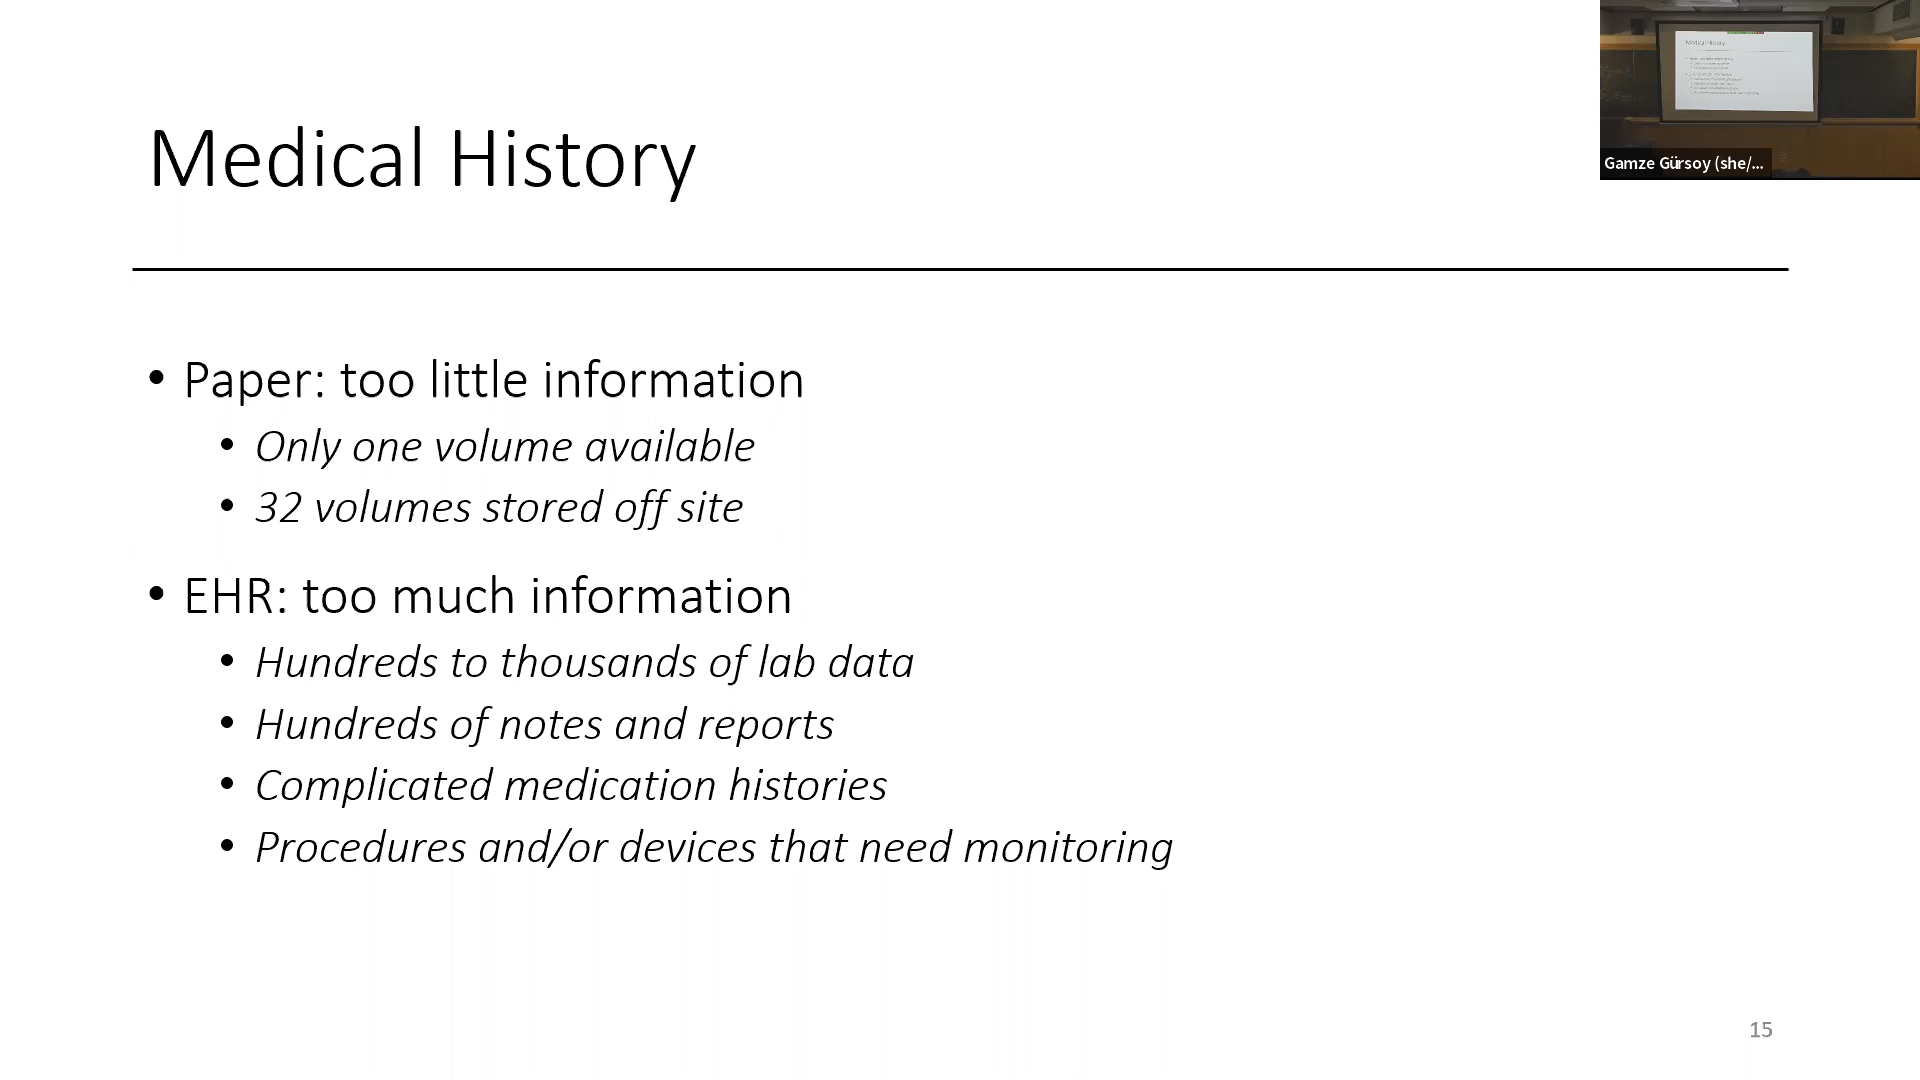 Medical History
Gamze Gürsoy (she/...
• Paper: too little information
• Only one volume available
• 32 volumes stored off site
• EHR: too much information
• Hundreds to thousands of lab data
• Hundreds of notes and reports
• Complicated medication histories
• Procedures and/or devices that need monitoring
15